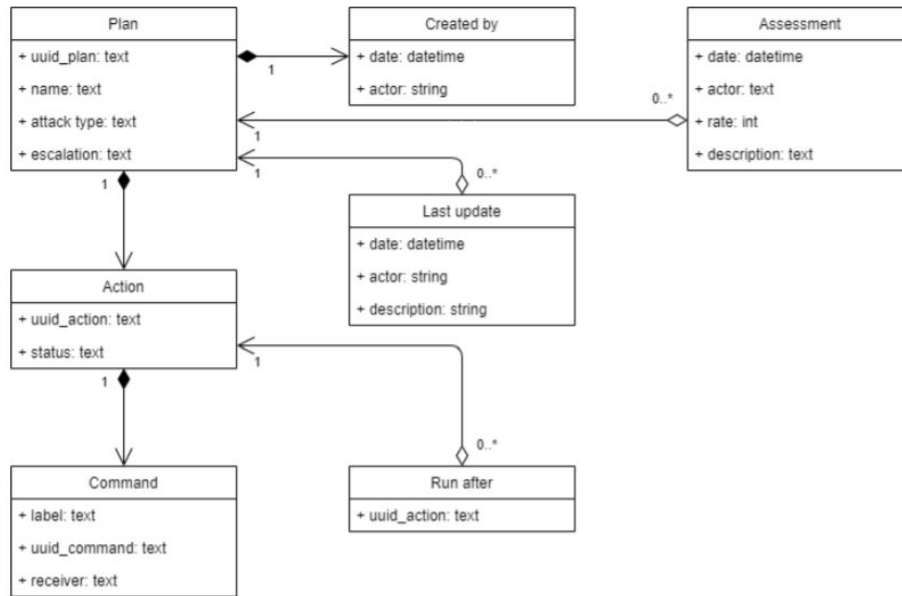 Plan
+ uuid_plan: text
+ name: text
+ attack type: text
+ escalation: text
1
Created by
+ date: datetime
+ actor: string
1
Assessment
+ date: datetime
+ actor: text
+ rate: int
+ description: text
0..*
1
1
0..*
Last update
+ date: datetime
+ actor: string
+ description: string
Action
+ uuid_action: text
+ status: text
1
1
0..*
Command
+ label: text
+ uuid_command: text
+ receiver: text
Run after
+ uuid_action: text